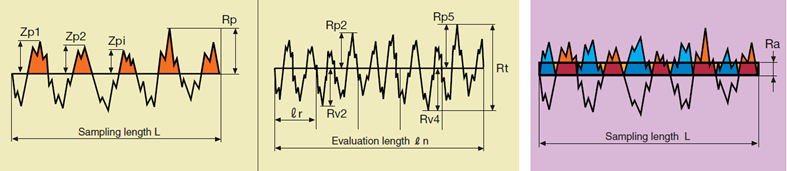 Zp1
Zp2
Zpi
Rp
Sampling length L
Rp2
Rp5
Rt
ℓr
Rv2
Rv4
Evaluation length ℓn
Ra
Sampling length L